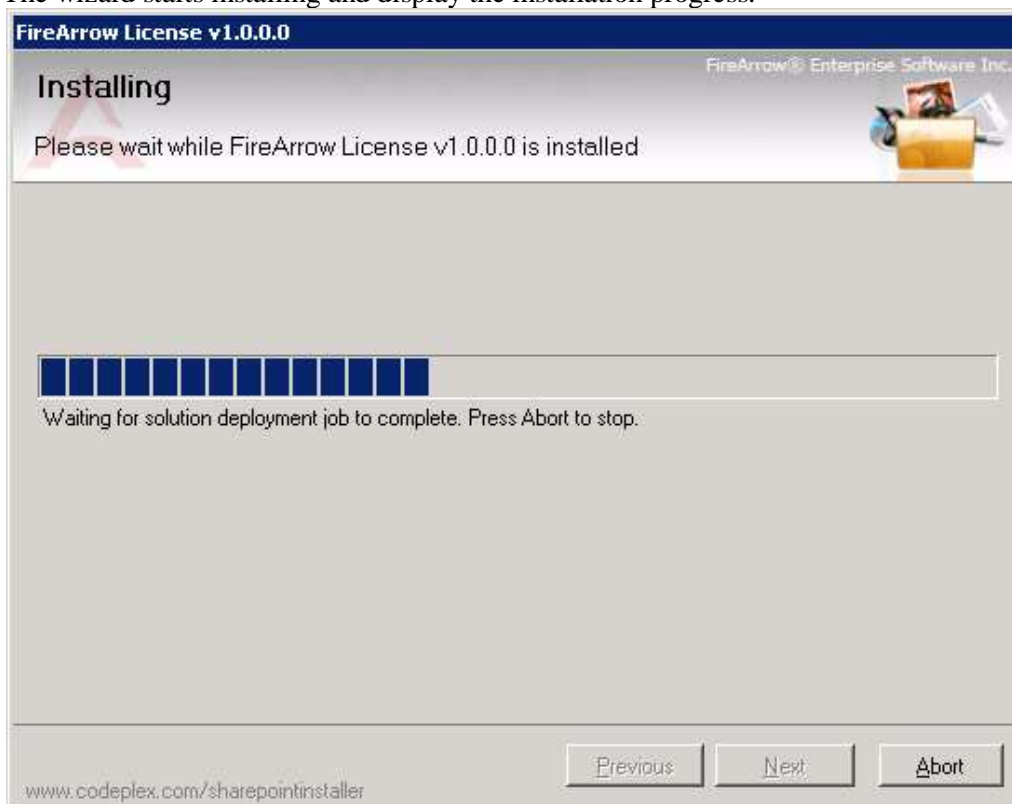 The wizard starts installing and display the installation progress.
FireArrow License v1.0.0.0
FireArrow® Enterprise Software Inc.
Installing
Please wait while FireArrow License v1.0.0.0 is installed
Waiting for solution deployment job to complete. Press Abort to stop.
Previous Next Abort
www.codeplex.com/sharepointinstaller